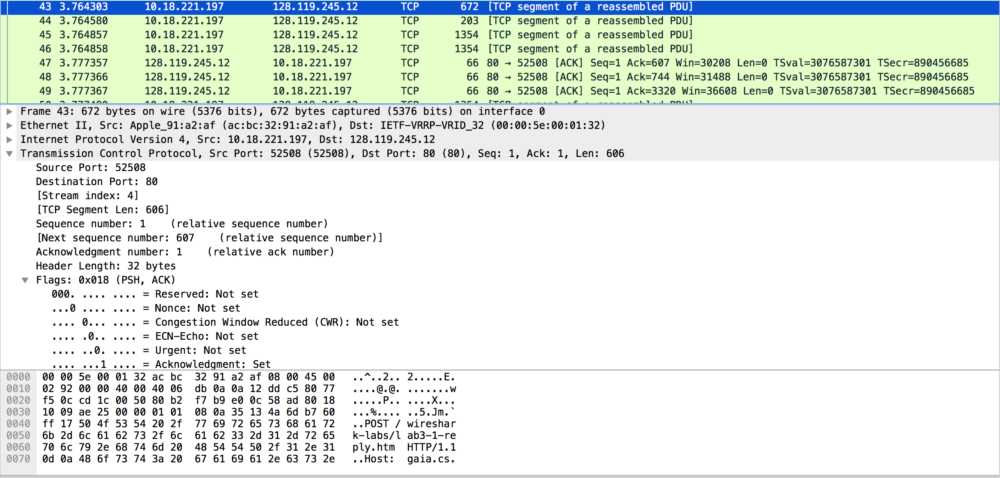 43 3.764303 10.18.221.197 128.119.245.12 TCP 672 [TCP segment of a reassembled PDU]
44 3.764580 10.18.221.197 128.119.245.12 TCP 203 [TCP segment of a reassembled PDU]
45 3.764857 10.18.221.197 128.119.245.12 TCP 1354 [TCP segment of a reassembled PDU]
46 3.764858 10.18.221.197 128.119.245.12 TCP 1354 [TCP segment of a reassembled PDU]
47 3.777357 128.119.245.12 10.18.221.197 TCP 66 80 → 52508 [ACK] Seq=1 Ack=607 Win=30208 Len=0 TSval=3076587301 TSecr=890456685
48 3.777366 128.119.245.12 10.18.221.197 TCP 66 80 → 52508 [ACK] Seq=1 Ack=744 Win=31488 Len=0 TSval=3076587301 TSecr=890456685
49 3.777367 128.119.245.12 10.18.221.197 TCP 66 80 → 52508 [ACK] Seq=1 Ack=3320 Win=36608 Len=0 TSval=3076587301 TSecr=890456685
Frame 43: 672 bytes on wire (5376 bits), 672 bytes captured (5376 bits) on interface 0
Ethernet II, Src: Apple_91:a2:af (ac:bc:32:91:a2:af), Dst: IETF-VRRP-VRID_32 (00:00:5e:00:01:32)
Internet Protocol Version 4, Src: 10.18.221.197, Dst: 128.119.245.12
Transmission Control Protocol, Src Port: 52508 (52508), Dst Port: 80 (80), Seq: 1, Ack: 1, Len: 606
Source Port: 52508
Destination Port: 80
[Stream index: 4]
[TCP Segment Len: 606]
Sequence number: 1    (relative sequence number)
[Next sequence number: 607    (relative sequence number)]
Acknowledgment number: 1    (relative ack number)
Header Length: 32 bytes
Flags: 0x018 (PSH, ACK)
000. .... .... = Reserved: Not set
...0 .... .... = Nonce: Not set
.... 0... .... = Congestion Window Reduced (CWR): Not set
.... .0.. .... = ECN-Echo: Not set
.... ..0. .... = Urgent: Not set
.... ...1 .... = Acknowledgment: Set
0000 00 00 5e 00 01 32 ac bc 32 91 a2 af 08 00 45 00 ..^..2.. 2.....E.
0010 02 92 00 00 40 00 40 06 db 0a 0a 12 dd c5 80 77 ....@.@. .......w
0020 f5 0c cd 1c 00 50 80 b2 f7 b9 e0 0c 58 ad 80 18 .....P.. ....X...
0030 10 09 ae 25 00 00 01 01 08 0a 35 13 4a 6d b7 60 ...%.... ..5.Jm.`
0040 ff 17 50 4f 53 54 20 2f 77 69 72 65 73 68 61 72 ..POST / wireshar
0050 6b 2d 6c 61 62 73 2f 6c 61 62 33 2d 31 2d 72 65 k-labs/l ab3-1-re
0060 70 6c 79 2e 68 74 6d 20 48 54 54 50 2f 31 2e 31 ply.htm HTTP/1.1
0070 0d 0a 48 6f 73 74 3a 20 67 61 69 61 2e 63 73 2e ..Host: gaia.cs.